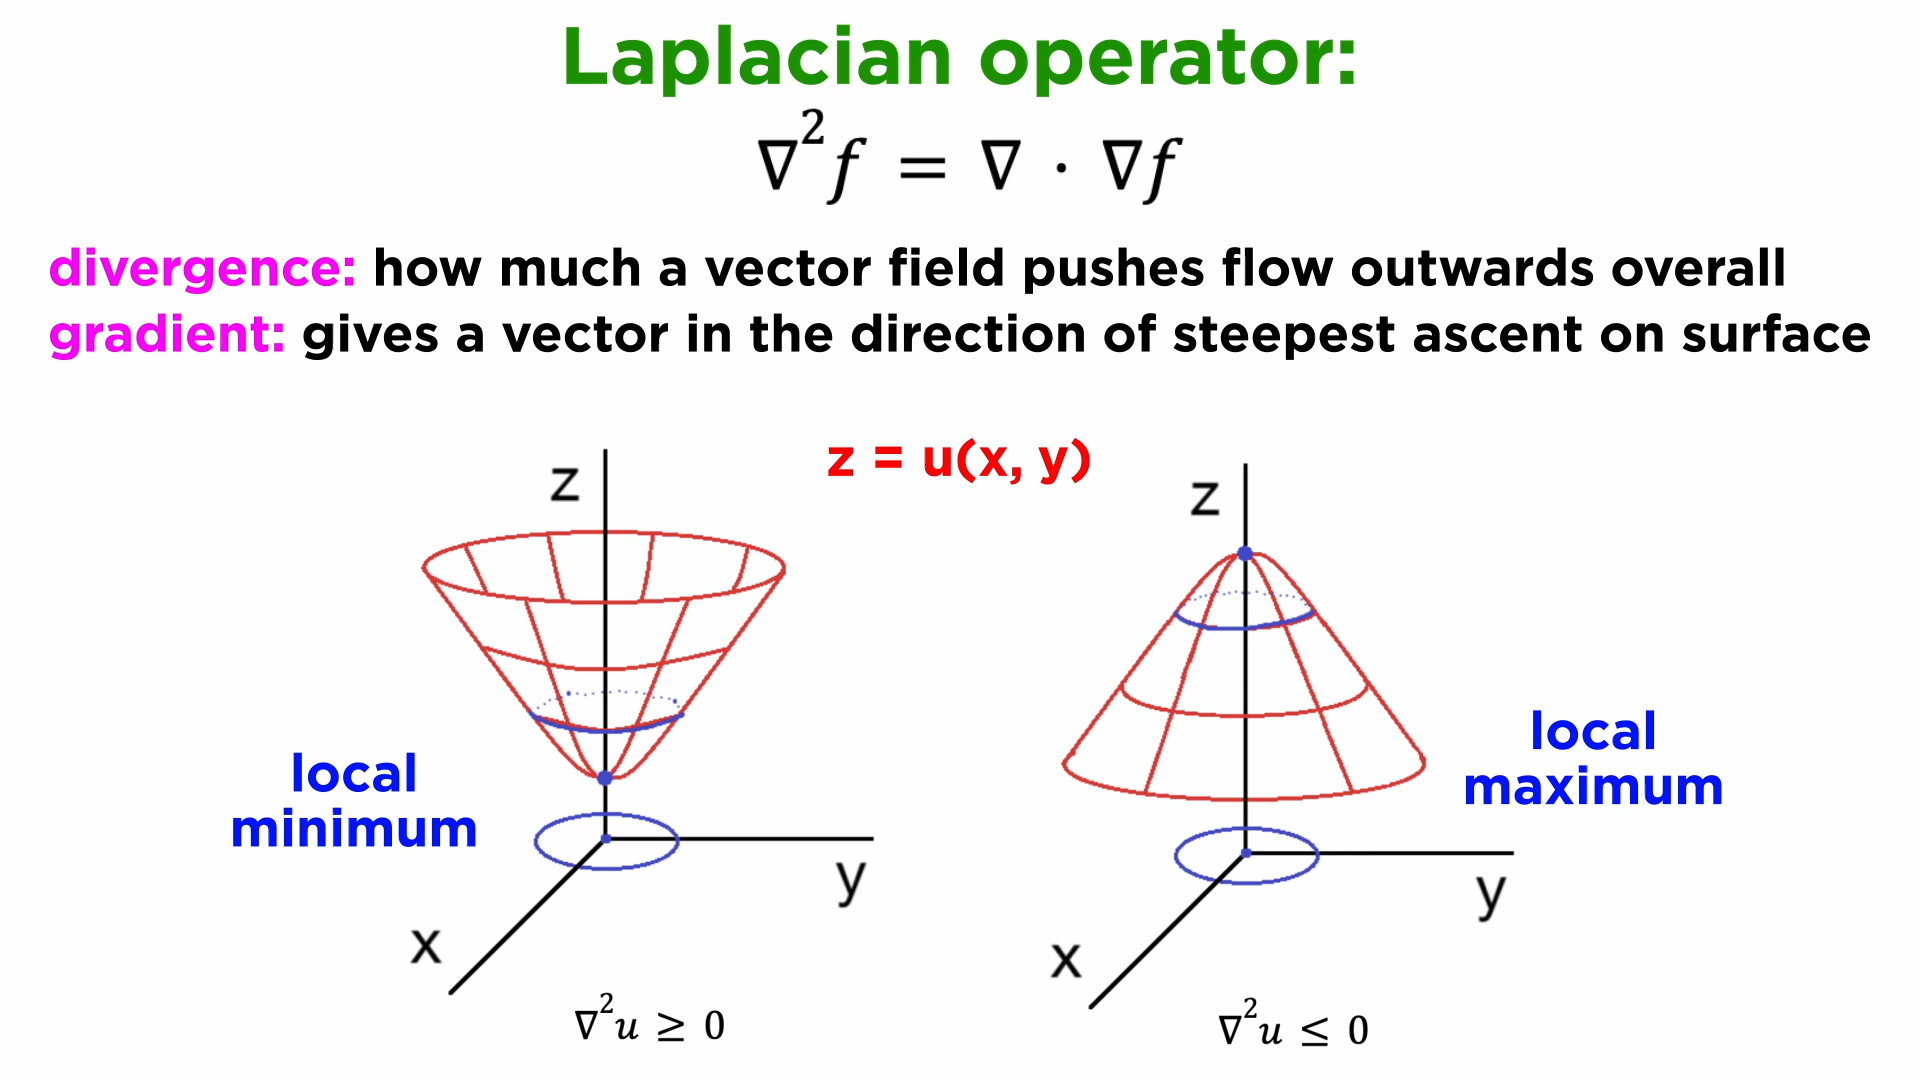 Laplacian operator:
∇²f = ∇ · ∇f
divergence: how much a vector field pushes flow outwards overall
gradient: gives a vector in the direction of steepest ascent on surface
z = u(x, y)
z
y
x
local
minimum
∇²u ≥ 0
z
y
x
local
maximum
∇²u ≤ 0